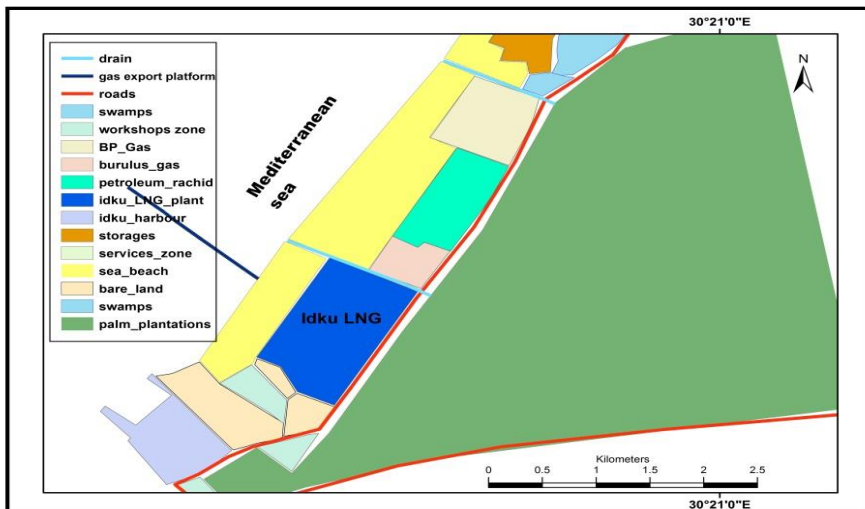 30°21'0"E
N
drain
gas export platform
roads
swamps
workshops zone
BP_Gas
burulus_gas
petroleum_rachid
idku_LNG_plant
idku_harbour
storages
services_zone
sea_beach
bare_land
swamps
palm_plantations
Mediterranean
sea
Idku LNG
Kilometers
0 0.5 1 1.5 2 2.5
30°21'0"E